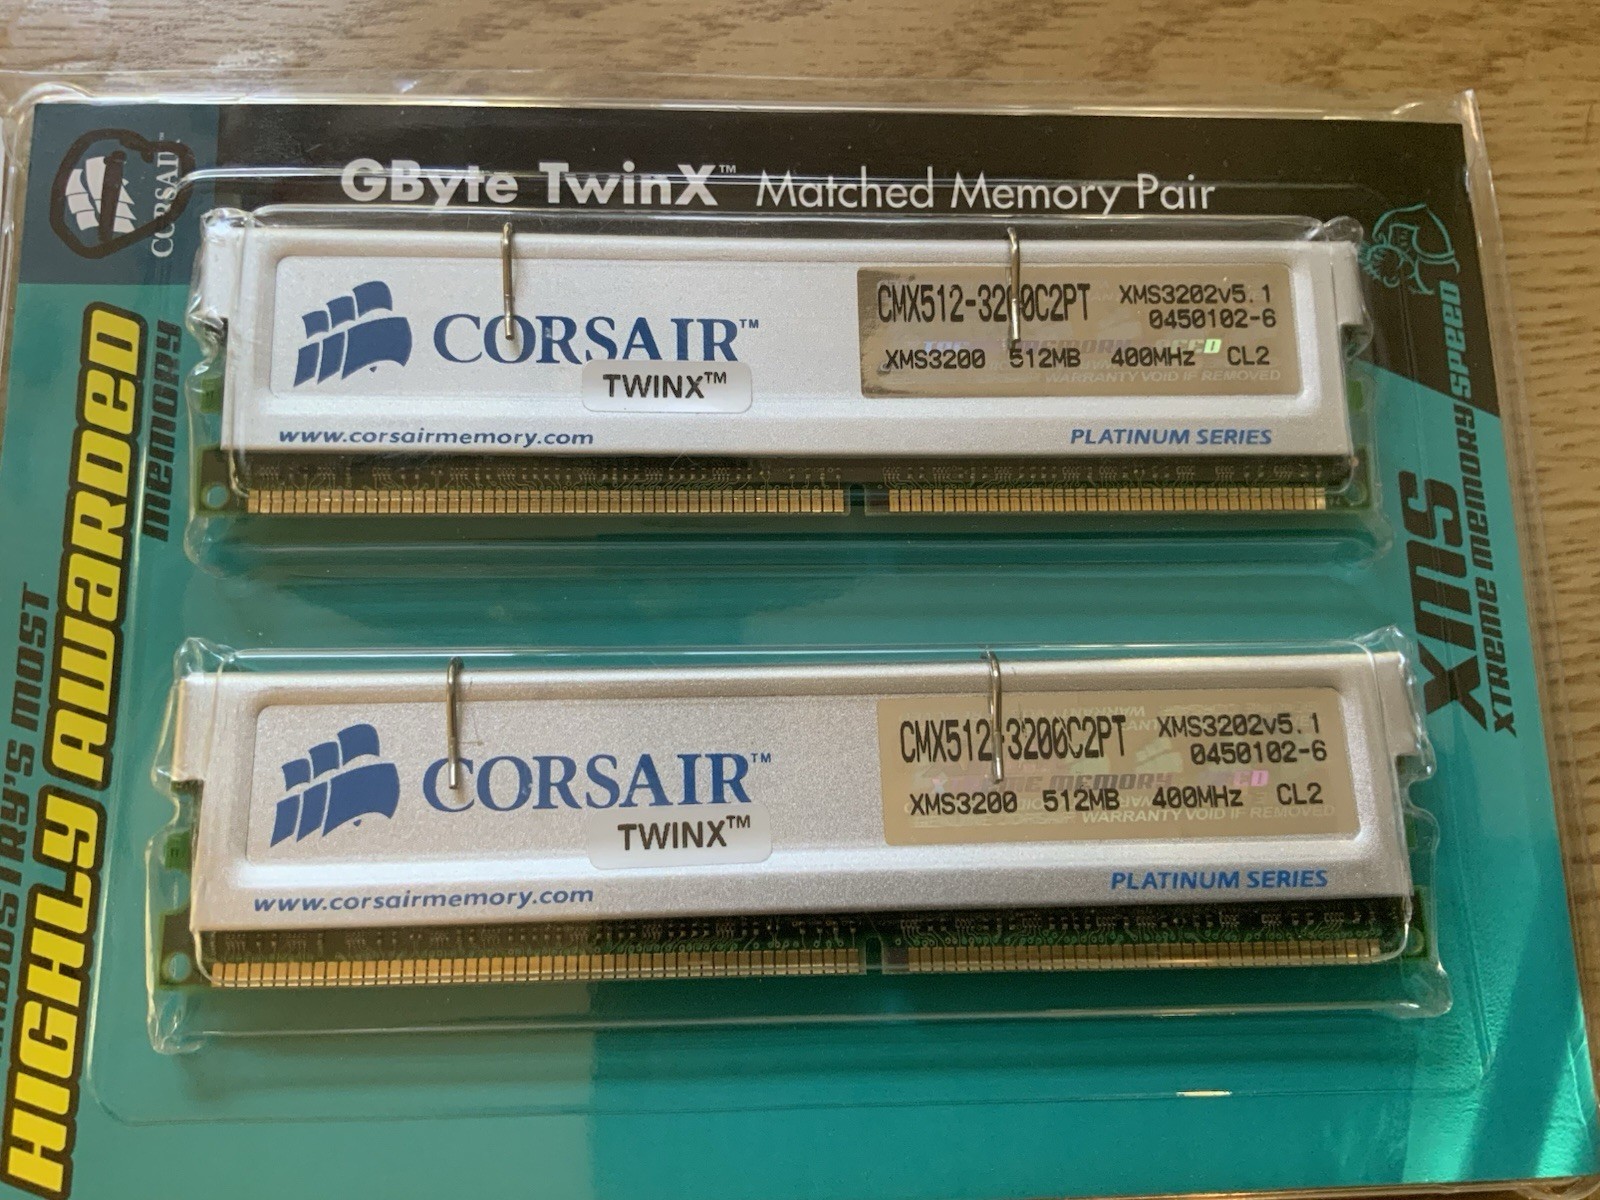 CORSAI
GByte TwinX™ Matched Memory Pair
CORSAIR™
TWINX™
www.corsairmemory.com
CMX512-3200C2PT XMS3202v5.1
0450102-6
XMS3200 512MB 400MHz CL2
WARRANTY VOID IF REMOVED
PLATINUM SERIES
CORSAIR™
TWINX™
www.corsairmemory.com
CMX512-3200C2PT XMS3202v5.1
0450102-6
MEMORY
XMS3200 512MB 400MHz CL2
WARRANTY VOID IF REMOVED
PLATINUM SERIES
INDUSTRY'S MOST
HIGHLY AWARDED
MEMORY
XMS
XTREME MEMORY SPEED